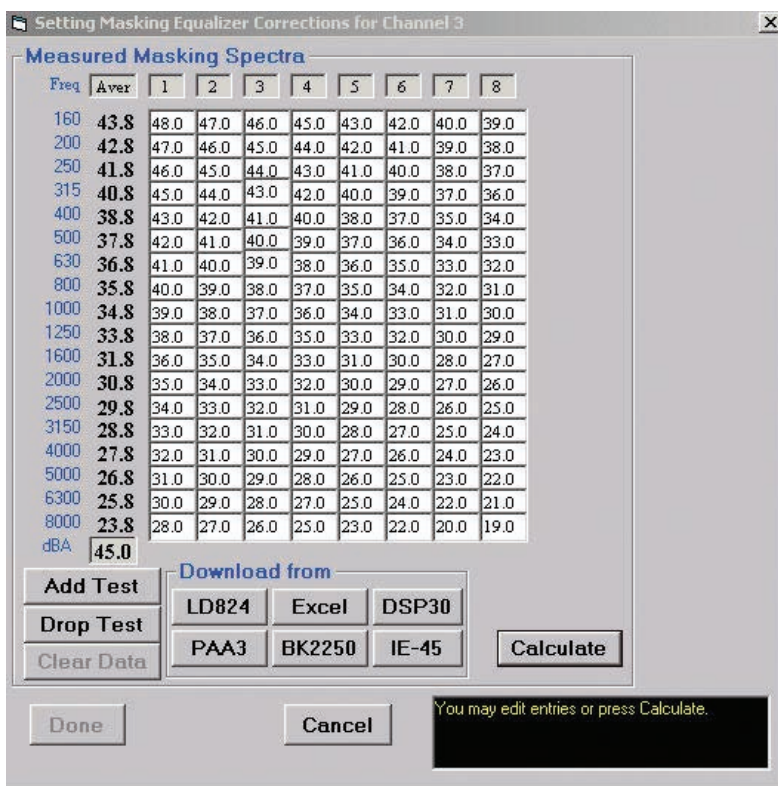 Setting Masking Equalizer Corrections for Channel 3
Measured Masking Spectra
Freq Aver 1 2 3 4 5 6 7 8
160 43.8 48.0 47.0 46.0 45.0 43.0 42.0 40.0 39.0
200 42.8 47.0 46.0 45.0 44.0 42.0 41.0 39.0 38.0
250 41.8 46.0 45.0 44.0 43.0 41.0 40.0 38.0 37.0
315 40.8 45.0 44.0 43.0 42.0 40.0 39.0 37.0 36.0
400 38.8 43.0 42.0 41.0 40.0 38.0 37.0 35.0 34.0
500 37.8 42.0 41.0 40.0 39.0 37.0 36.0 34.0 33.0
630 36.8 41.0 40.0 39.0 38.0 36.0 35.0 33.0 32.0
800 35.8 40.0 39.0 38.0 37.0 35.0 34.0 32.0 31.0
1000 34.8 39.0 38.0 37.0 36.0 34.0 33.0 31.0 30.0
1250 33.8 38.0 37.0 36.0 35.0 33.0 32.0 30.0 29.0
1600 31.8 36.0 35.0 34.0 33.0 31.0 30.0 28.0 27.0
2000 30.8 35.0 34.0 33.0 32.0 30.0 29.0 27.0 26.0
2500 29.8 34.0 33.0 32.0 31.0 29.0 28.0 26.0 25.0
3150 28.8 33.0 32.0 31.0 30.0 28.0 27.0 25.0 24.0
4000 27.8 32.0 31.0 30.0 29.0 27.0 26.0 24.0 23.0
5000 26.8 31.0 30.0 29.0 28.0 26.0 25.0 23.0 22.0
6300 25.8 30.0 29.0 28.0 27.0 25.0 24.0 22.0 21.0
8000 23.8 28.0 27.0 26.0 25.0 23.0 22.0 20.0 19.0
dBA 45.0
Add Test
Drop Test
Clear Data
Download from
LD824 Excel DSP30
PAA3 BK2250 IE-45
Calculate
Done
Cancel
You may edit entries or press Calculate.